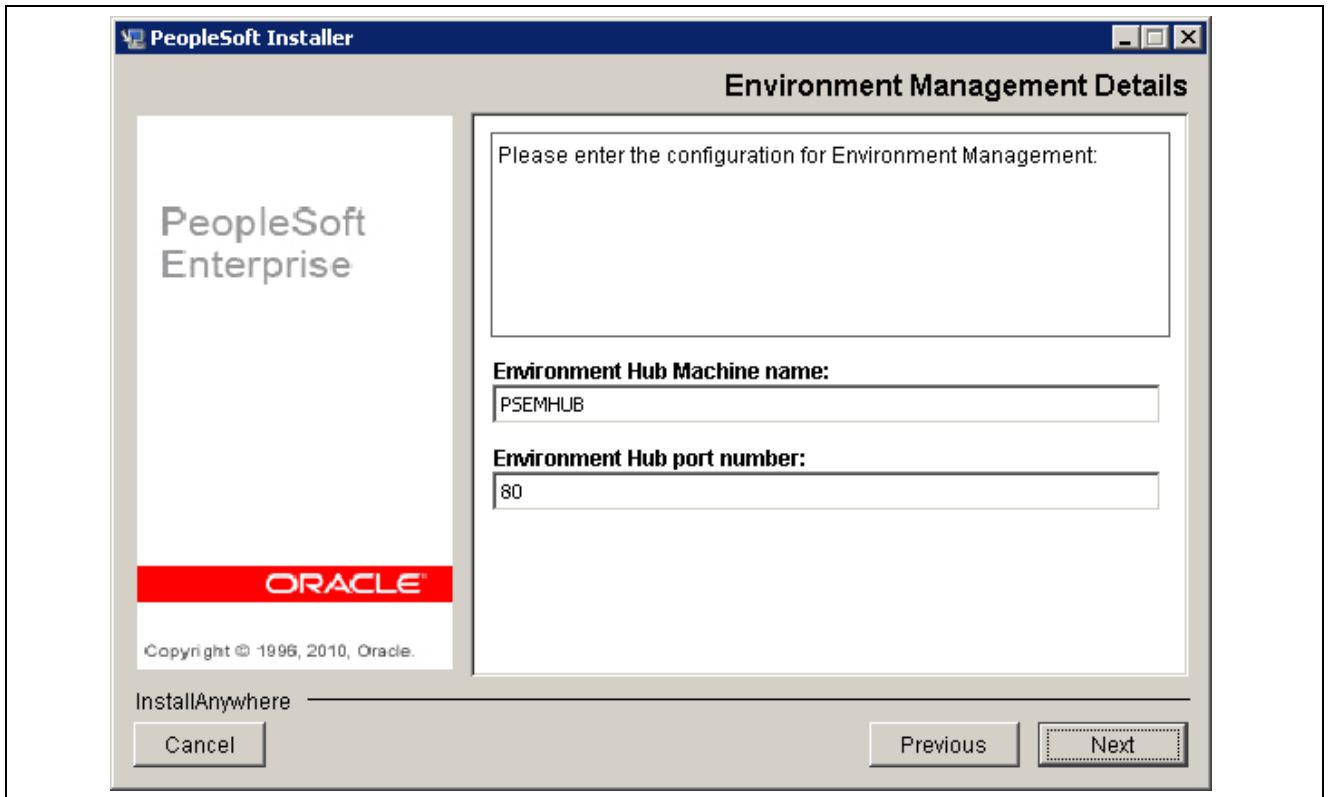 PeopleSoft Installer
Environment Management Details
Please enter the configuration for Environment Management:
PeopleSoft
Enterprise
Environment Hub Machine name:
PSEMHUB
Environment Hub port number:
80
ORACLE
Copyright © 1996, 2010, Oracle.
InstallAnywhere
Cancel
Previous
Next